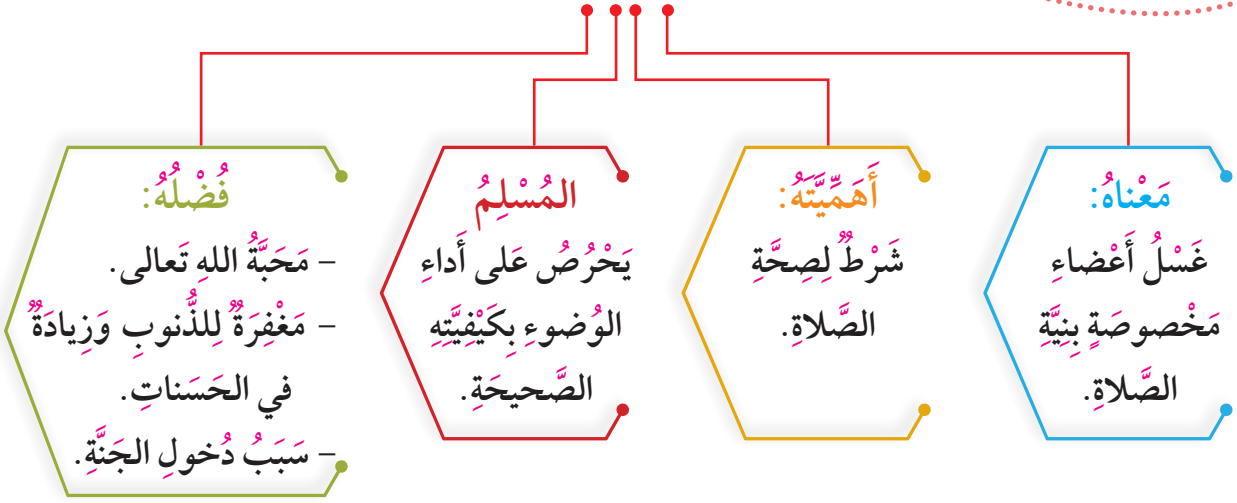 مَعْناهُ:
غَسْلُ أَعْضاءِ
مَخْصوصَةٍ بِنِيَّةِ
الصَّلاةِ.
أَهَمِّيَّتَهُ:
شَرْطٌ لِصِحَّةِ
الصَّلاةِ.
المُسْلِمُ
يَحْرُصُ عَلى أَداءِ
الوُضوءِ بِكَيْفِيَّتِهِ
الصَّحيحَةِ.
فُضْلُهُ:
– مَحَبَّةُ اللهِ تَعالى.
– مَغْفِرَةٌ لِلذُّنوبِ وَزِيادَةٌ
في الحَسَناتِ.
– سَبَبُ دُخولِ الجَنَّةِ.